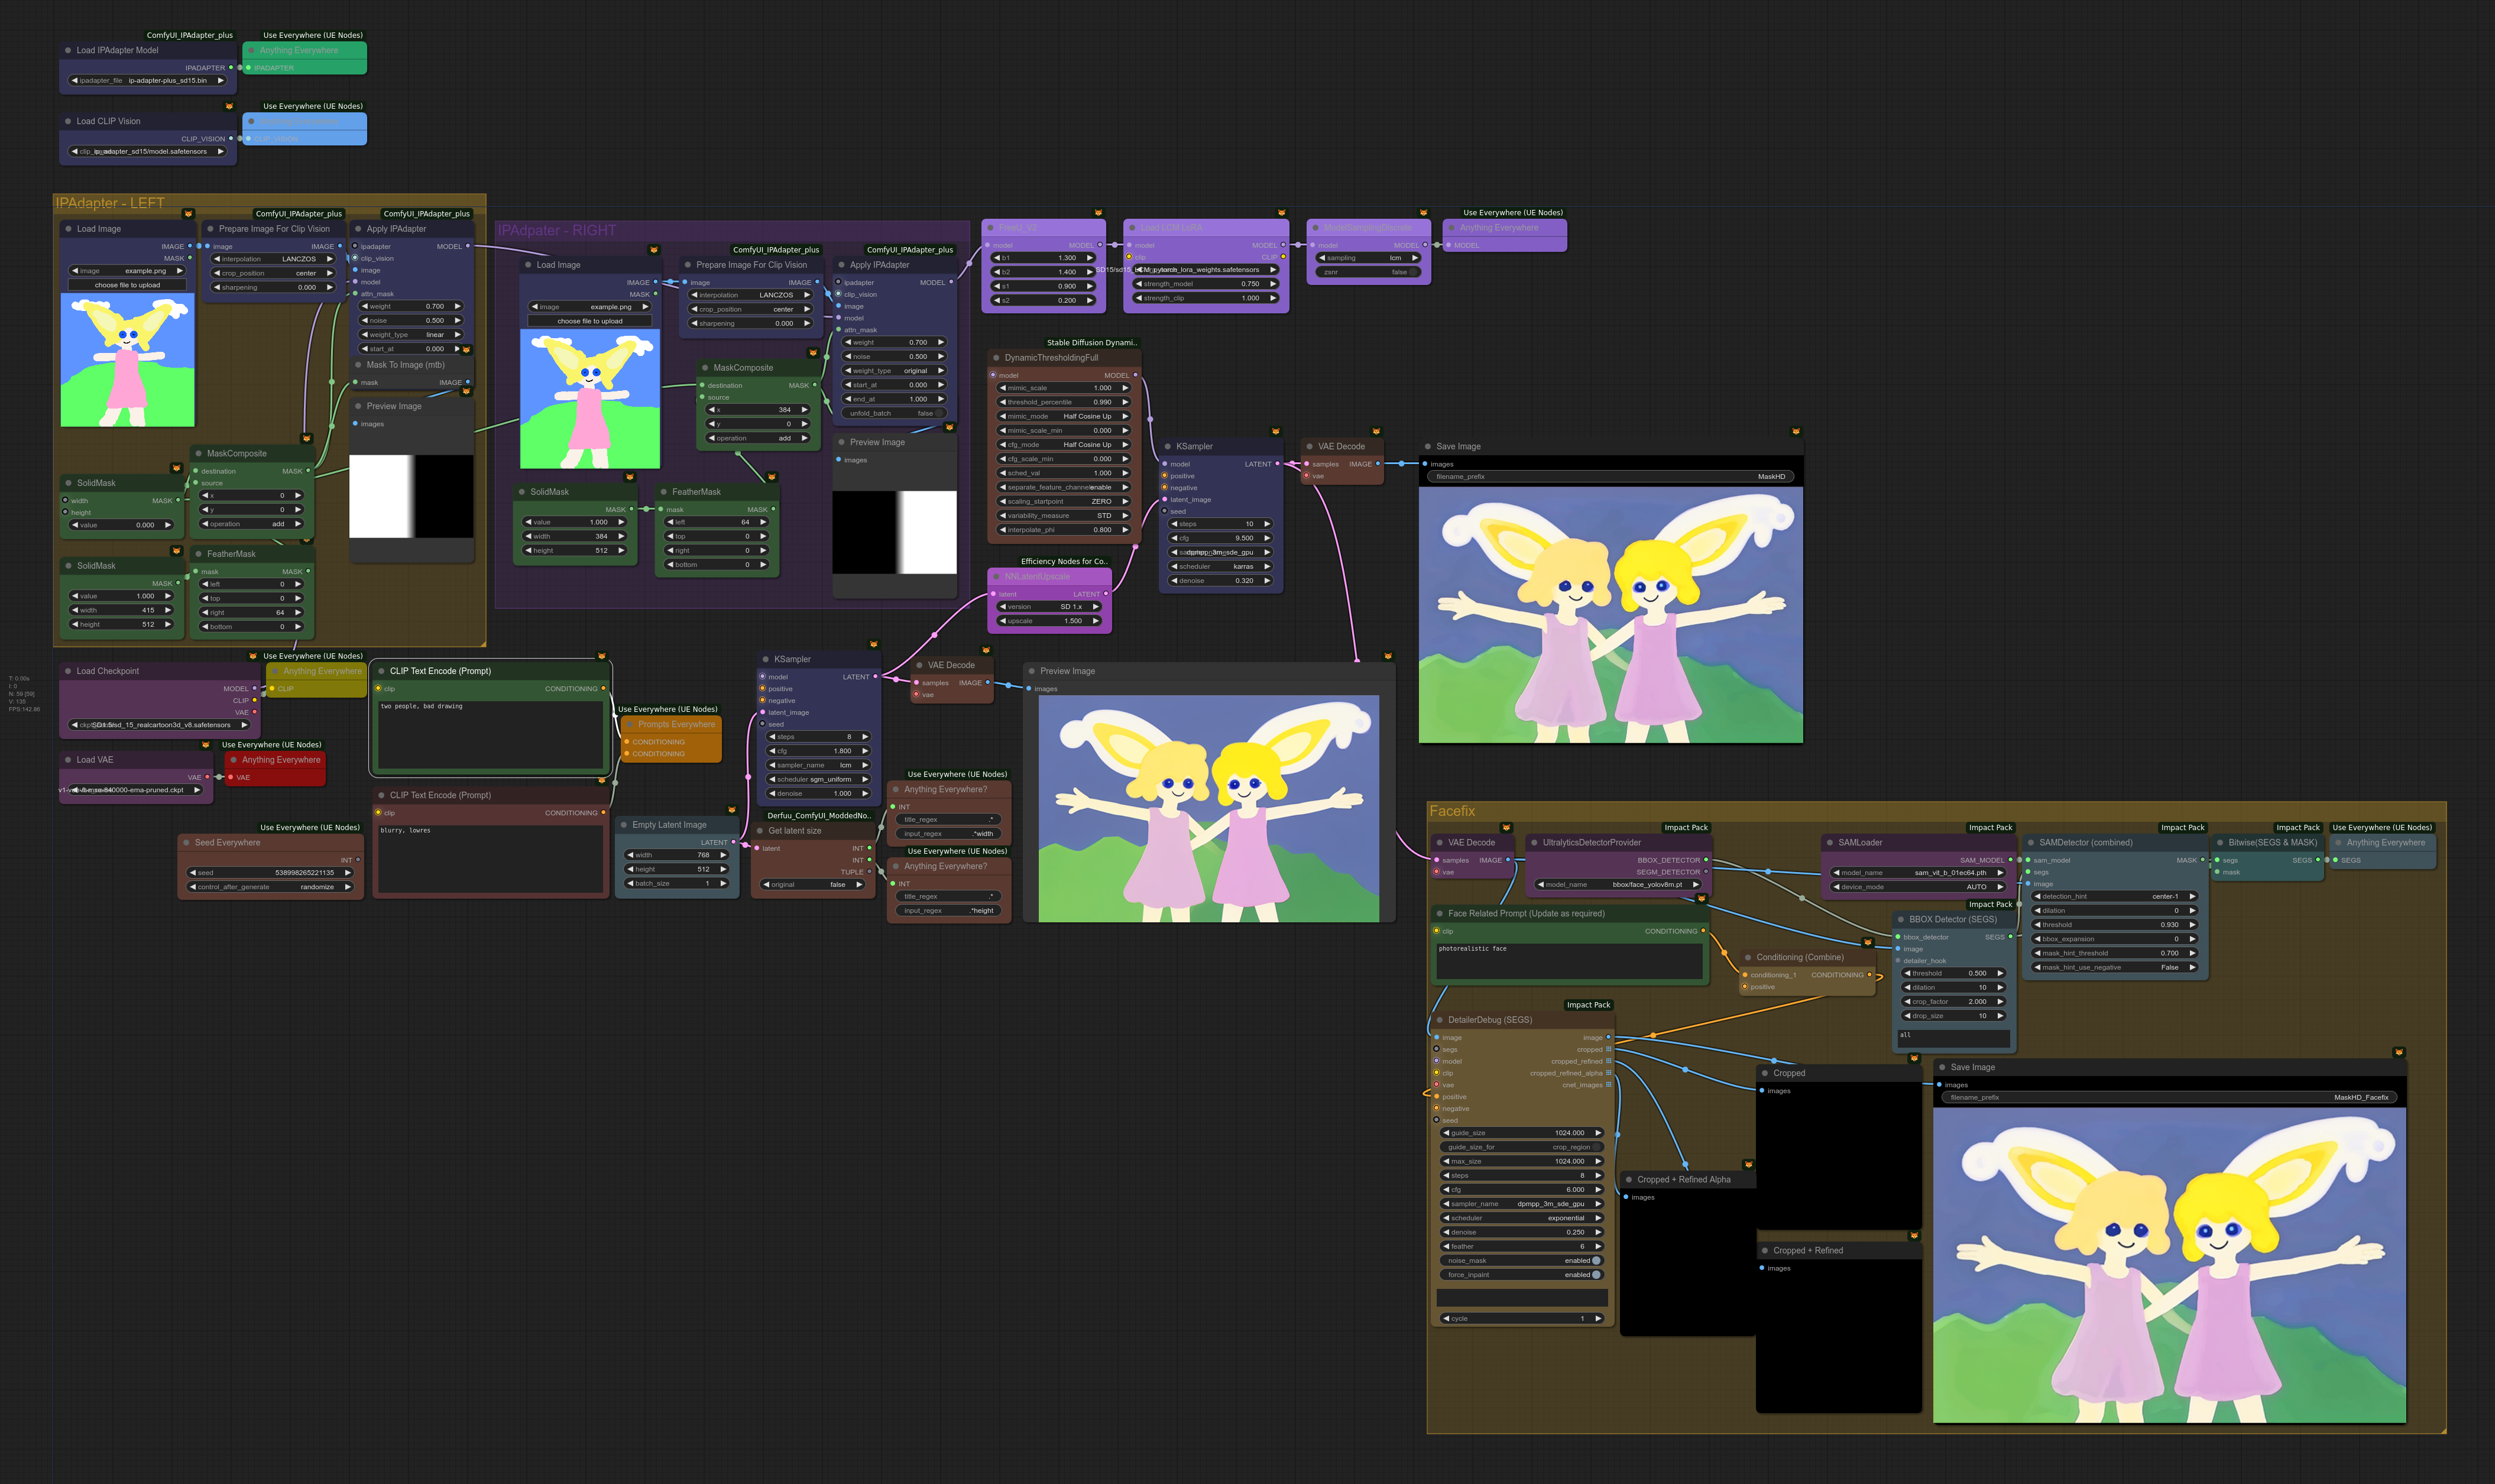 ComfyUI_IPAdapter_plus
Use Everywhere (UE Nodes)
Load IPAdapter Model
Anything Everywhere
IPADAPTER
IPADAPTER
ipadapter_file ip-adapter-plus_sd15.bin
Use Everywhere (UE Nodes)
Load CLIP Vision
CLIP_VISION
CLIP_VISION
IPAdapter - LEFT
ComfyUI_IPAdapter_plus
ComfyUI_IPAdapter_plus
Load Image
IMAGE
MASK
image example.png
choose file to upload
Prepare Image For Clip Vision
image IMAGE
interpolation LANCZOS
crop_position center
sharpening 0.000
Apply IPAdapter
ipadapter MODEL
clip_vision
image
model
attn_mask
weight 0.700
noise 0.500
weight_type linear
start_at 0.000
Mask To Image (mtb)
mask IMAGE
Preview Image
images
MaskComposite
destination MASK
source
x 0
y 0
operation add
SolidMask
width MASK
height
value 0.000
SolidMask
MASK
value 1.000
width 415
height 512
FeatherMask
mask MASK
left 0
top 0
right 64
bottom 0
IPAdpater - RIGHT
ComfyUI_IPAdapter_plus
ComfyUI_IPAdapter_plus
Load Image
IMAGE
MASK
image example.png
choose file to upload
Prepare Image For Clip Vision
image IMAGE
interpolation LANCZOS
crop_position center
sharpening 0.000
Apply IPAdapter
ipadapter MODEL
clip_vision
image
model
attn_mask
weight 0.700
noise 0.500
weight_type original
start_at 0.000
end_at 1.000
unfold_batch false
MaskComposite
destination MASK
source
x 384
y 0
operation add
Preview Image
images
SolidMask
MASK
value 1.000
width 384
height 512
FeatherMask
mask MASK
left 64
top 0
right 0
bottom 0
FreeU_V2
model MODEL
b1 1.300
b2 1.400
s1 0.900
s2 0.200
Load LCM LoRA
model MODEL
clip CLIP
strength_model 0.750
strength_clip 1.000
ModelSamplingDiscrete
model MODEL
sampling lcm
zsnr false
Use Everywhere (UE Nodes)
Anything Everywhere
MODEL
Stable Diffusion Dynami..
DynamicThresholdingFull
model MODEL
mimic_scale 1.000
threshold_percentile 0.990
mimic_mode Half Cosine Up
mimic_scale_min 0.000
cfg_mode Half Cosine Up
cfg_scale_min 0.000
sched_val 1.000
separate_feature_channels enable
scaling_startpoint ZERO
variability_measure STD
interpolate_phi 0.800
Efficiency Nodes for Co..
NNLatentUpscale
latent LATENT
version SD 1.x
upscale 1.500
KSampler
model LATENT
positive
negative
latent_image
seed
steps 10
cfg 9.500
dpmpp_3m_sde_gpu
scheduler karras
denoise 0.320
VAE Decode
samples IMAGE
vae
Save Image
images
filename_prefix MaskHD
T: 0.00s
I: 0
N: 59 [59]
V: 135
FPS:142.86
Load Checkpoint
MODEL
CLIP
VAE
Use Everywhere (UE Nodes)
Anything Everywhere
CLIP
CLIP Text Encode (Prompt)
clip CONDITIONING
two people, bad drawing
Use Everywhere (UE Nodes)
Prompts Everywhere
CONDITIONING
CONDITIONING
Load VAE
VAE
Use Everywhere (UE Nodes)
Anything Everywhere
VAE
CLIP Text Encode (Prompt)
clip CONDITIONING
blurry, lowres
Use Everywhere (UE Nodes)
Seed Everywhere
INT
seed 538998265221135
control_after_generate randomize
KSampler
model LATENT
positive
negative
latent_image
seed
steps 8
cfg 1.800
sampler_name lcm
scheduler sgm_uniform
denoise 1.000
VAE Decode
samples IMAGE
vae
Empty Latent Image
LATENT
width 768
height 512
batch_size 1
Derfuu_ComfyUI_ModdedNo..
Get latent size
latent INT
INT
TUPLE
original false
Use Everywhere (UE Nodes)
Anything Everywhere?
INT
title_regex .*
input_regex .*width
Use Everywhere (UE Nodes)
Anything Everywhere?
INT
title_regex .*
input_regex .*height
Preview Image
images
Facefix
VAE Decode
samples IMAGE
vae
Impact Pack
UltralyticsDetectorProvider
BBOX_DETECTOR
SEGM_DETECTOR
model_name bbox/face_yolov8m.pt
Impact Pack
SAMLoader
SAM_MODEL
model_name sam_vit_b_01ec64.pth
device_mode AUTO
Impact Pack
SAMDetector (combined)
sam_model MASK
segs
image
detection_hint center-1
dilation 0
threshold 0.930
bbox_expansion 0
mask_hint_threshold 0.700
mask_hint_use_negative False
Impact Pack
Bitwise(SEGS & MASK)
segs SEGS
mask
Use Everywhere (UE Nodes)
Anything Everywhere
SEGS
Face Related Prompt (Update as required)
clip CONDITIONING
photorealistic face
Conditioning (Combine)
conditioning_1 CONDITIONING
positive
Impact Pack
BBOX Detector (SEGS)
bbox_detector SEGS
image
detailer_hook
threshold 0.500
dilation 10
crop_factor 2.000
drop_size 10
all
Impact Pack
DetailerDebug (SEGS)
image image
segs cropped
model cropped_refined
clip cropped_refined_alpha
vae cnet_images
positive
negative
seed
guide_size 1024.000
guide_size_for crop_region
max_size 1024.000
steps 8
cfg 6.000
sampler_name dpmpp_3m_sde_gpu
scheduler exponential
denoise 0.250
feather 6
noise_mask enabled
force_inpaint enabled
cycle 1
Cropped
images
Cropped + Refined Alpha
images
Cropped + Refined
images
Save Image
images
filename_prefix MaskHD_Facefix